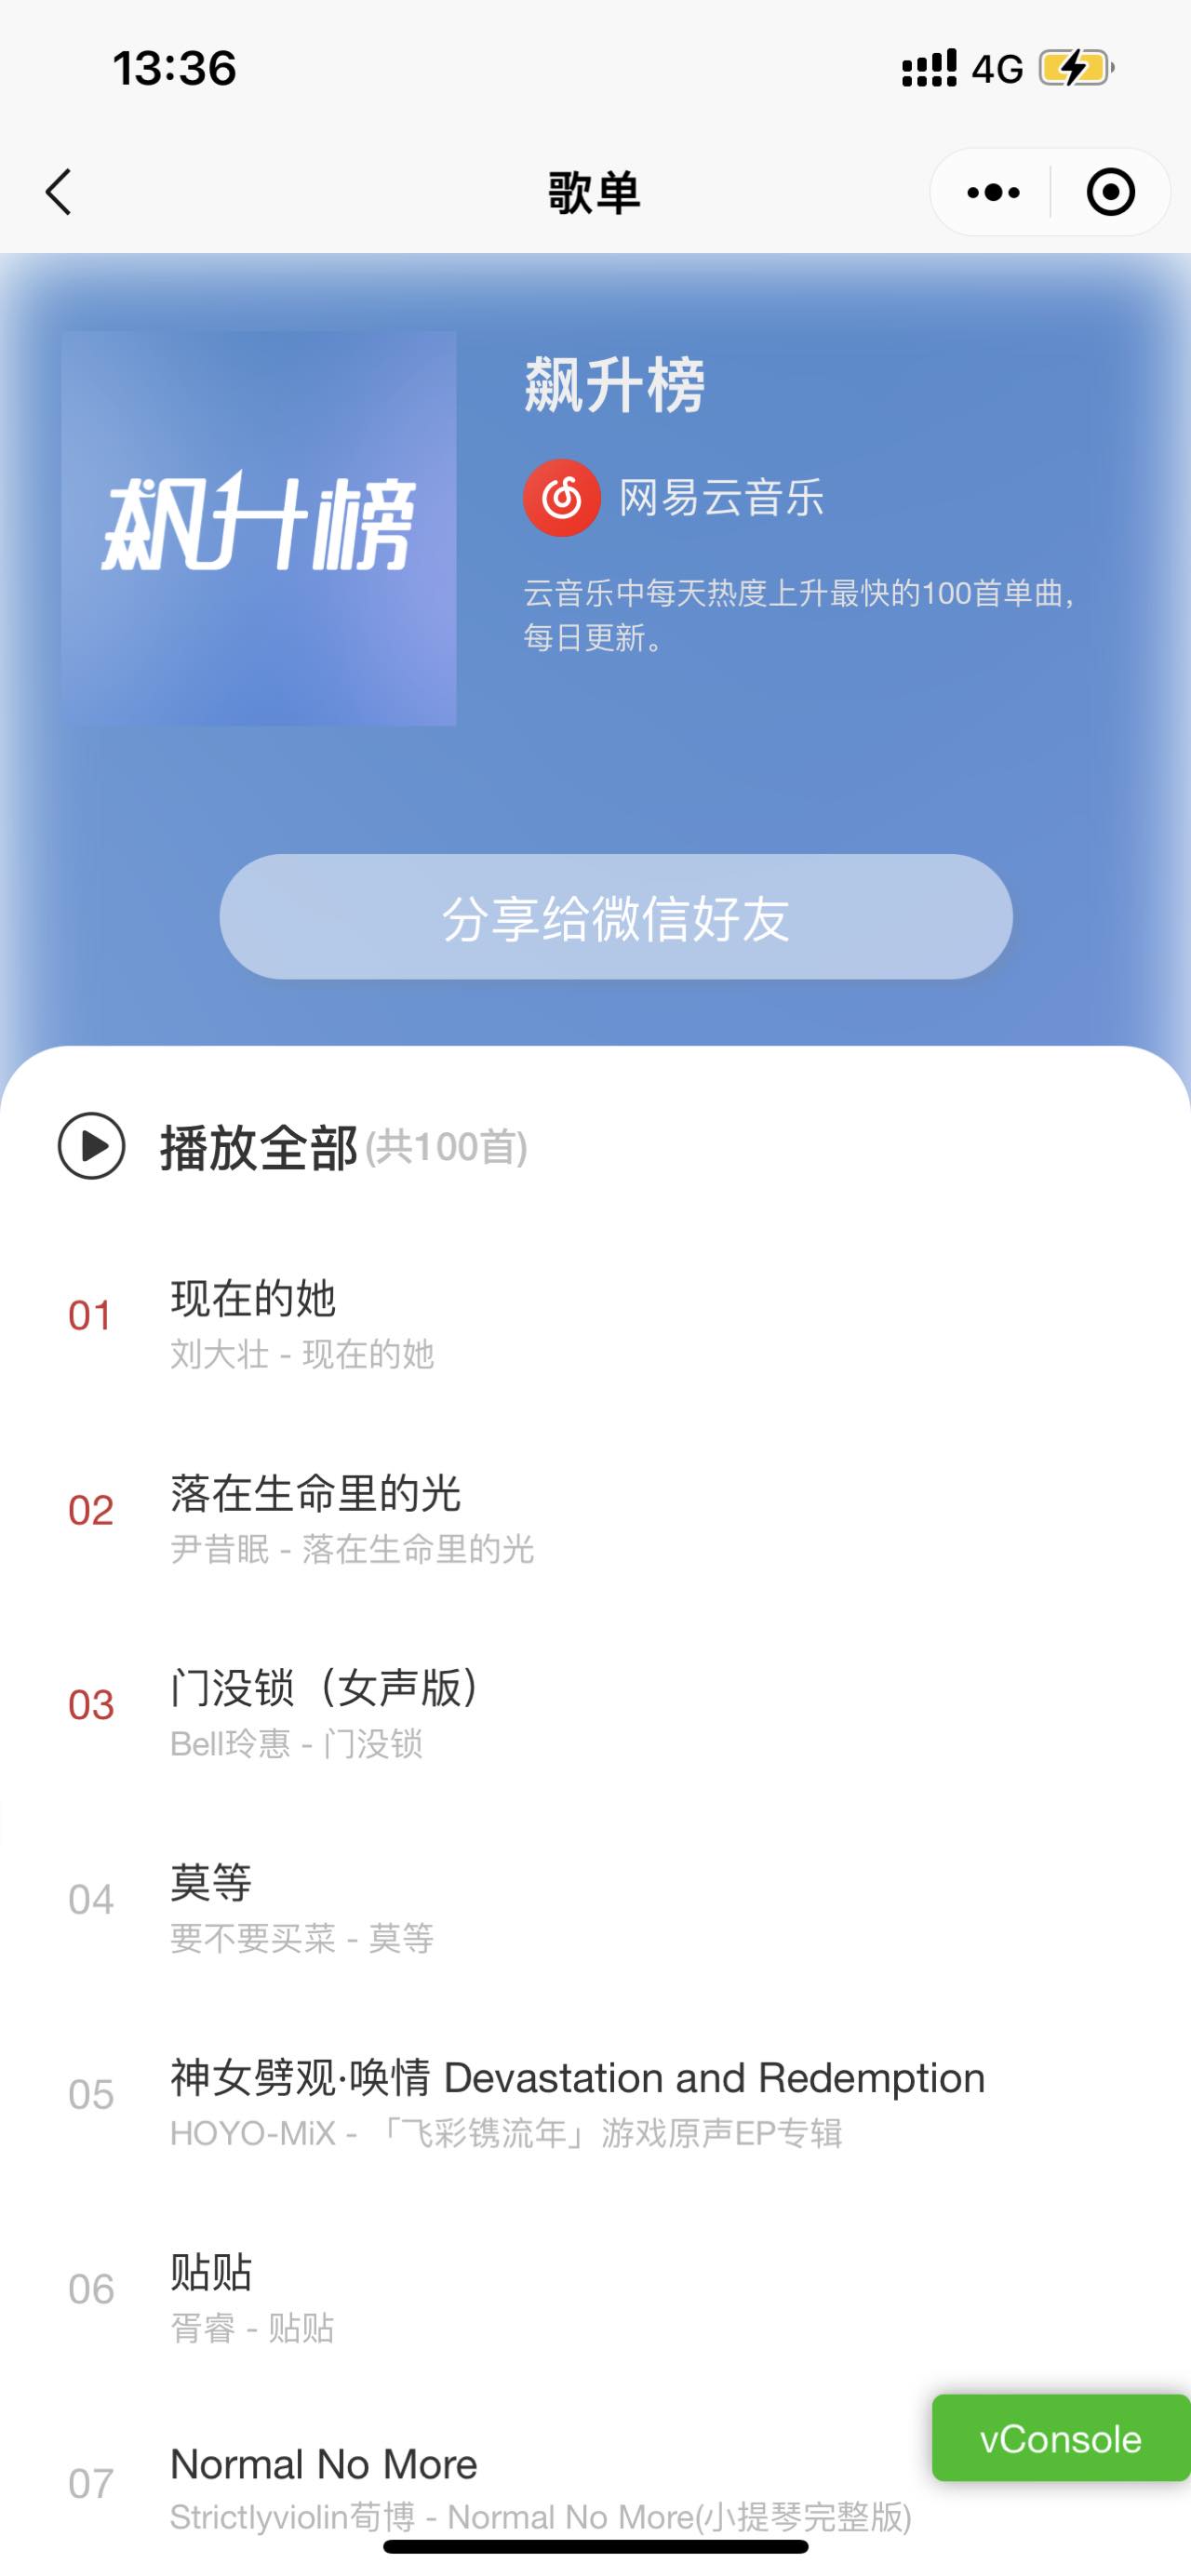 13:36
4G
歌单
飙升榜
飙升榜
网易云音乐
云音乐中每天热度上升最快的100首单曲，
每日更新。
分享给微信好友
播放全部(共100首)
01
现在的她
刘大壮 - 现在的她
02
落在生命里的光
尹昔眠 - 落在生命里的光
03
门没锁（女声版）
Bell玲惠 - 门没锁
04
莫等
要不要买菜 - 莫等
05
神女劈观·唤情 Devastation and Redemption
HOYO-MiX - 「飞彩镌流年」游戏原声EP专辑
06
贴贴
胥睿 - 贴贴
vConsole
07
Normal No More
Strictlyviolin荀博 - Normal No More(小提琴完整版)